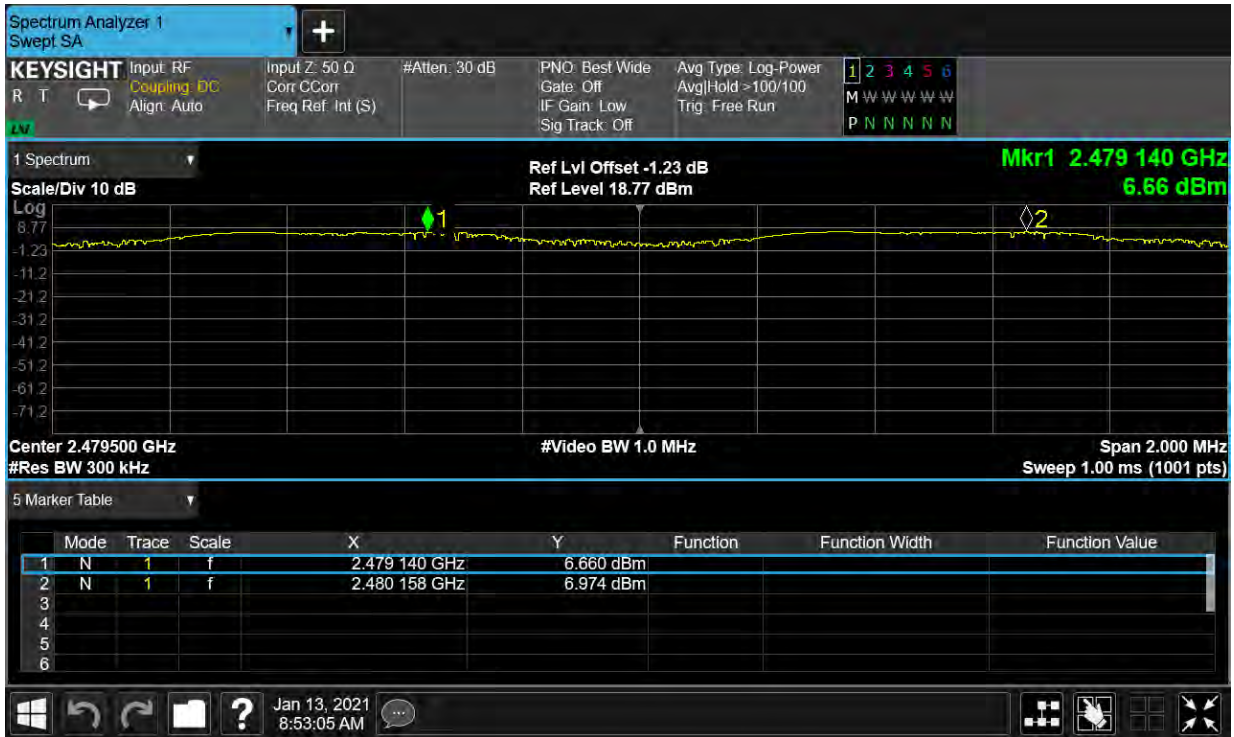 Spectrum Analyzer 1
Swept SA
+
KEYSIGHT
R T
Input: RF
Coupling: DC
Align: Auto
Input Z: 50 Ω
Corr CCorr
Freq Ref: Int (S)
#Atten: 30 dB
PNO: Best Wide
Gate: Off
IF Gain: Low
Sig Track: Off
Avg Type: Log-Power
Avg|Hold >100/100
Trig: Free Run
1 2 3 4 5 6
M W W W W W
P N N N N N N
1 Spectrum
Scale/Div 10 dB
Log
Ref Lvl Offset -1.23 dB
Ref Level 18.77 dBm
Mkr1 2.479 140 GHz
6.66 dBm
1
2
8.77
-1.23
-11.2
-21.2
-31.2
-41.2
-51.2
-61.2
-71.2
Center 2.479500 GHz
#Res BW 300 kHz
#Video BW 1.0 MHz
Span 2.000 MHz
Sweep 1.00 ms (1001 pts)
5 Marker Table
Mode Trace Scale X Y Function Function Width Function Value
1 N 1 f 2.479 140 GHz 6.660 dBm
2 N 1 f 2.480 158 GHz 6.974 dBm
3
4
5
6
?
Jan 13, 2021
8:53:05 AM